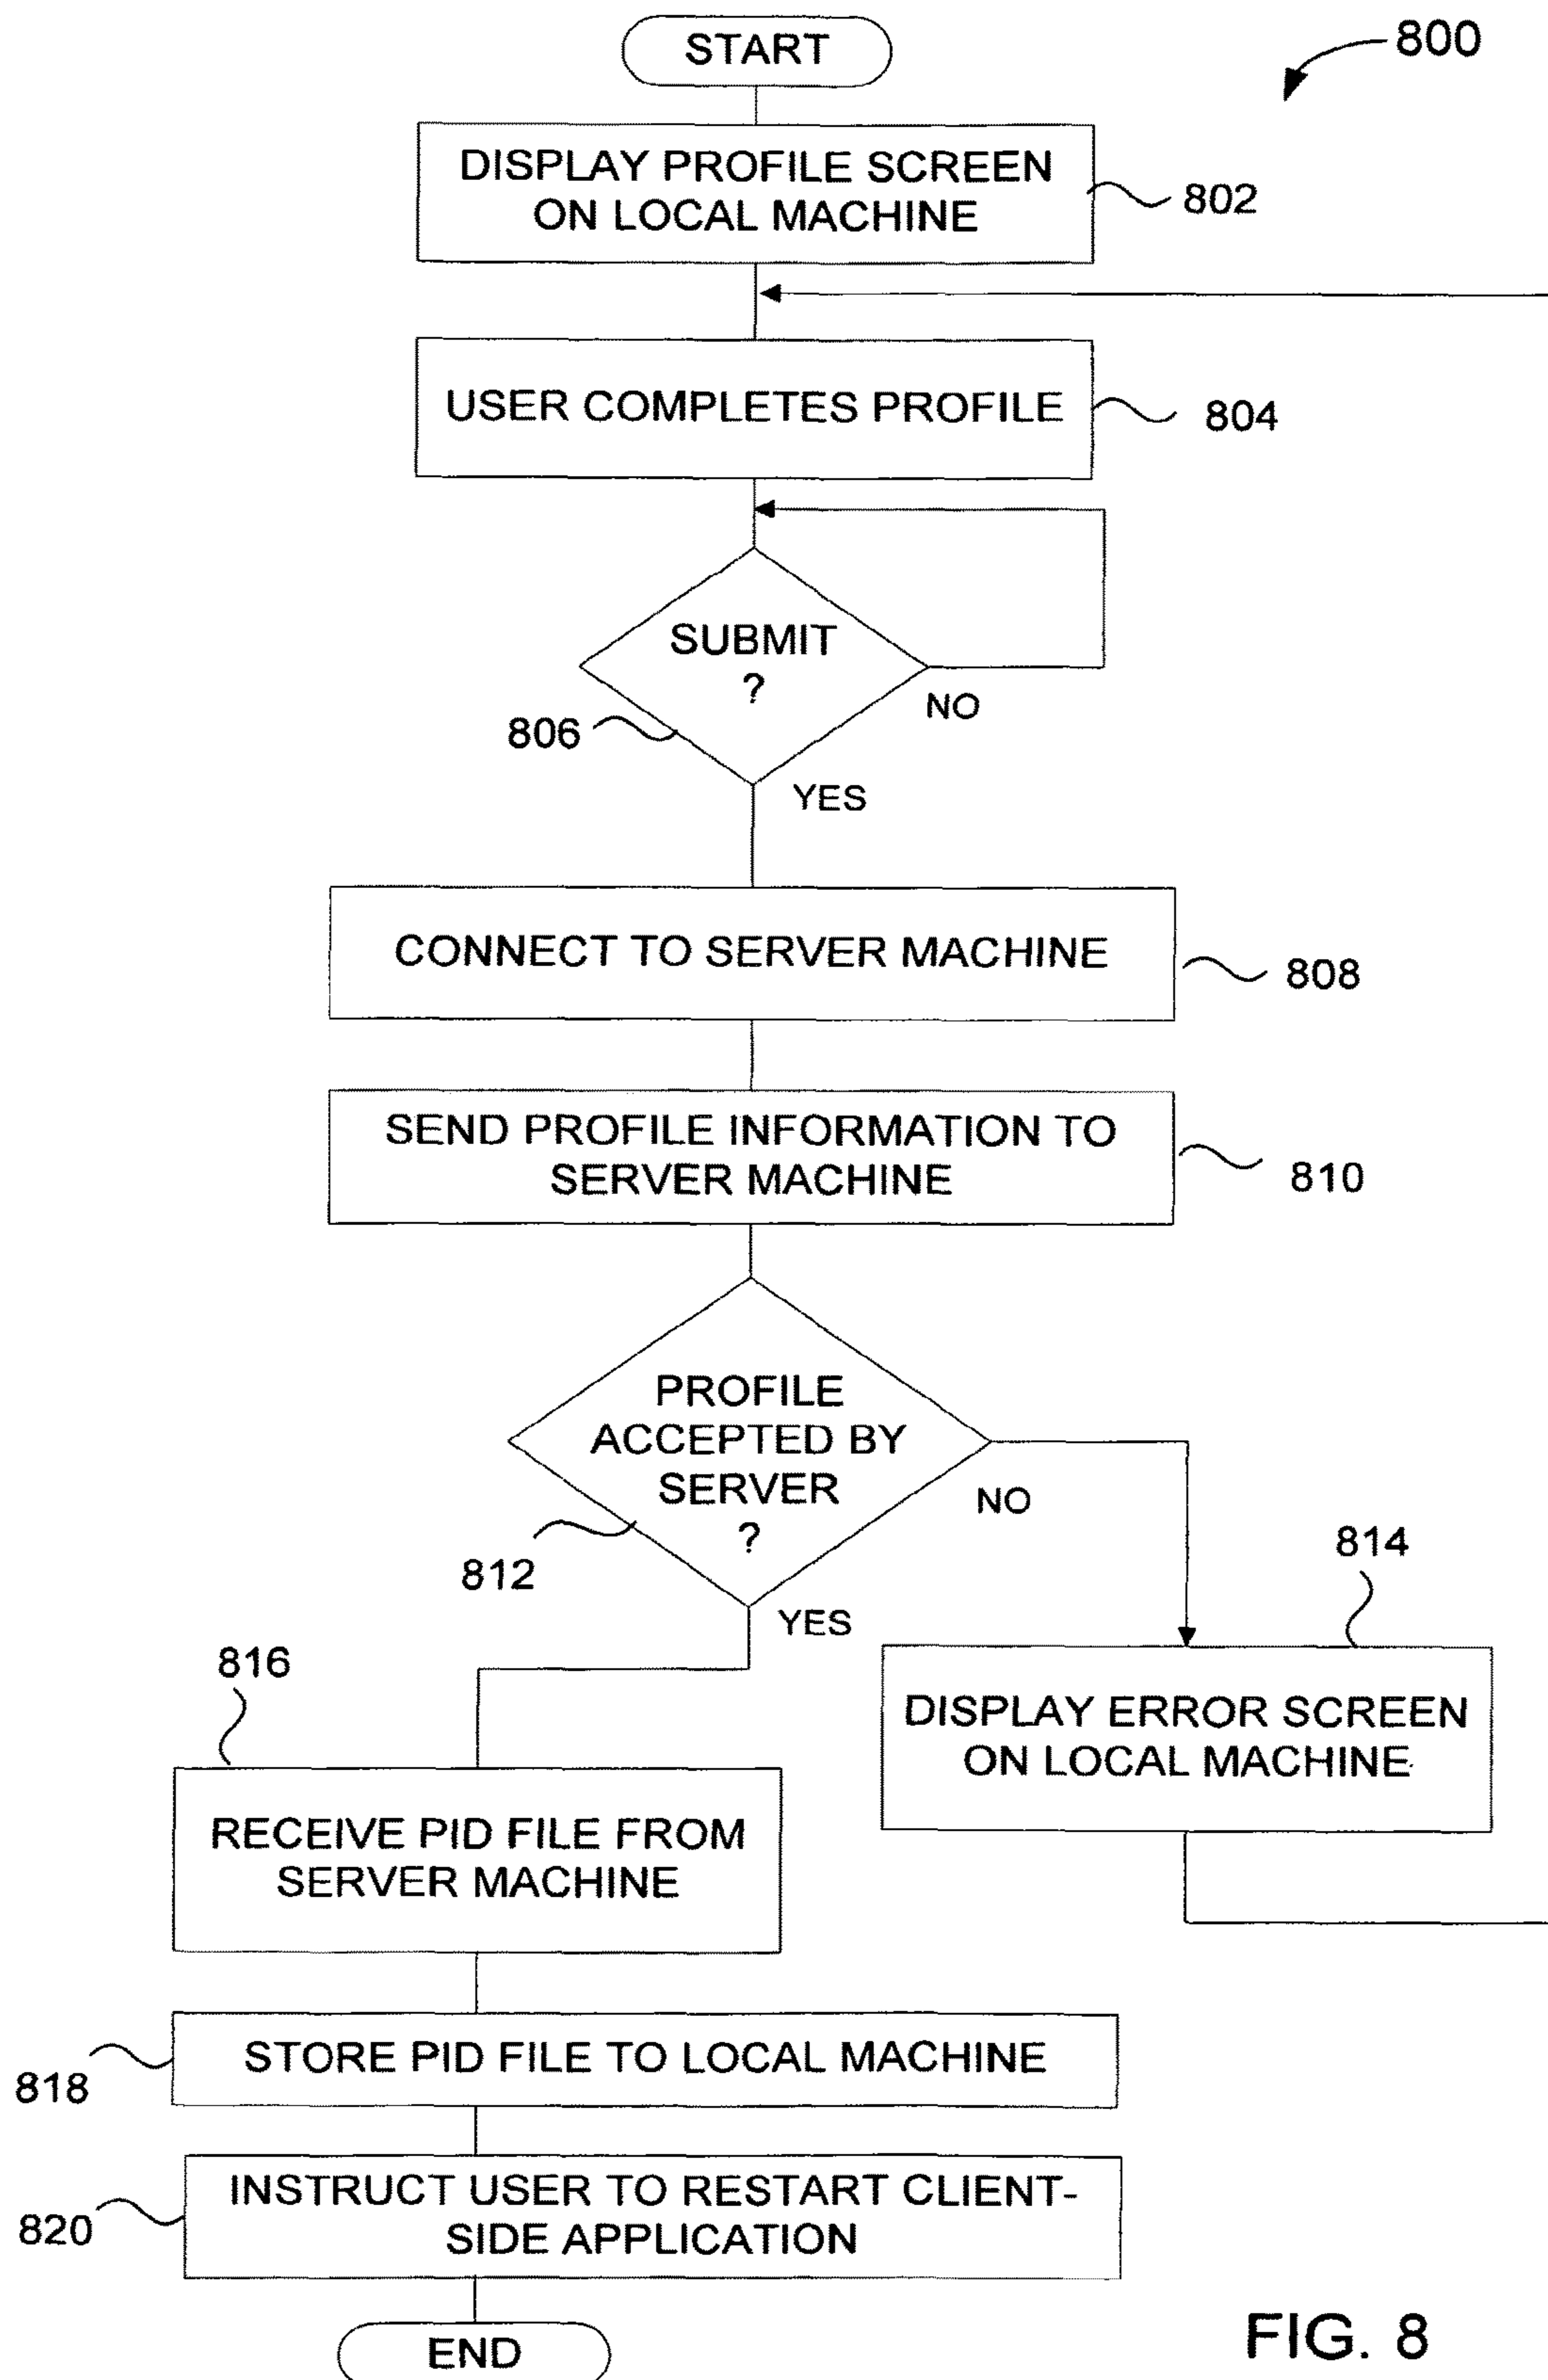 START
800
DISPLAY PROFILE SCREEN
ON LOCAL MACHINE
802
USER COMPLETES PROFILE
804
SUBMIT
?
NO
806
YES
CONNECT TO SERVER MACHINE
808
SEND PROFILE INFORMATION TO
SERVER MACHINE
810
PROFILE
ACCEPTED BY
SERVER
?
NO
812
YES
814
816
DISPLAY ERROR SCREEN
ON LOCAL MACHINE
RECEIVE PID FILE FROM
SERVER MACHINE
STORE PID FILE TO LOCAL MACHINE
818
INSTRUCT USER TO RESTART CLIENT-
SIDE APPLICATION
820
END
FIG. 8